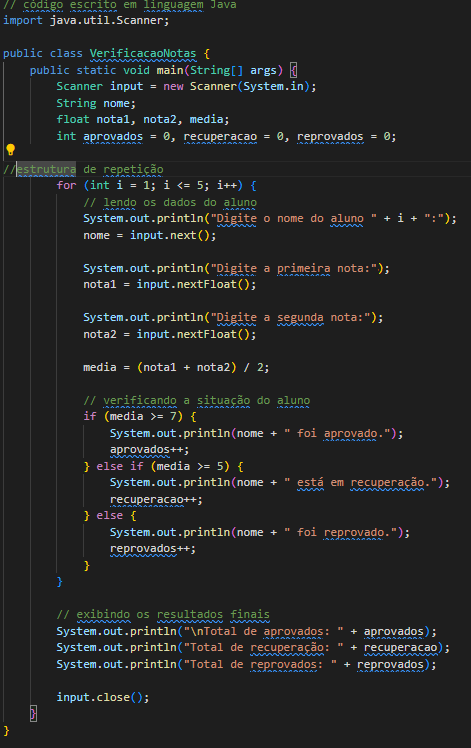 // código escrito em linguagem Java
import java.util.Scanner;

public class VerificacaoNotas {
    public static void main(String[] args) {
        Scanner input = new Scanner(System.in);
        String nome;
        float nota1, nota2, media;
        int aprovados = 0, recuperacao = 0, reprovados = 0;

//estrutura de repetição
        for (int i = 1; i <= 5; i++) {
            // lendo os dados do aluno
            System.out.println("Digite o nome do aluno " + i + ":");
            nome = input.next();

            System.out.println("Digite a primeira nota:");
            nota1 = input.nextFloat();

            System.out.println("Digite a segunda nota:");
            nota2 = input.nextFloat();

            media = (nota1 + nota2) / 2;

            // verificando a situação do aluno
            if (media >= 7) {
                System.out.println(nome + " foi aprovado.");
                aprovados++;
            } else if (media >= 5) {
                System.out.println(nome + " está em recuperação.");
                recuperacao++;
            } else {
                System.out.println(nome + " foi reprovado.");
                reprovados++;
            }
        }

        // exibindo os resultados finais
        System.out.println("\nTotal de aprovados: " + aprovados);
        System.out.println("Total de recuperação: " + recuperacao);
        System.out.println("Total de reprovados: " + reprovados);

        input.close();
    }
}